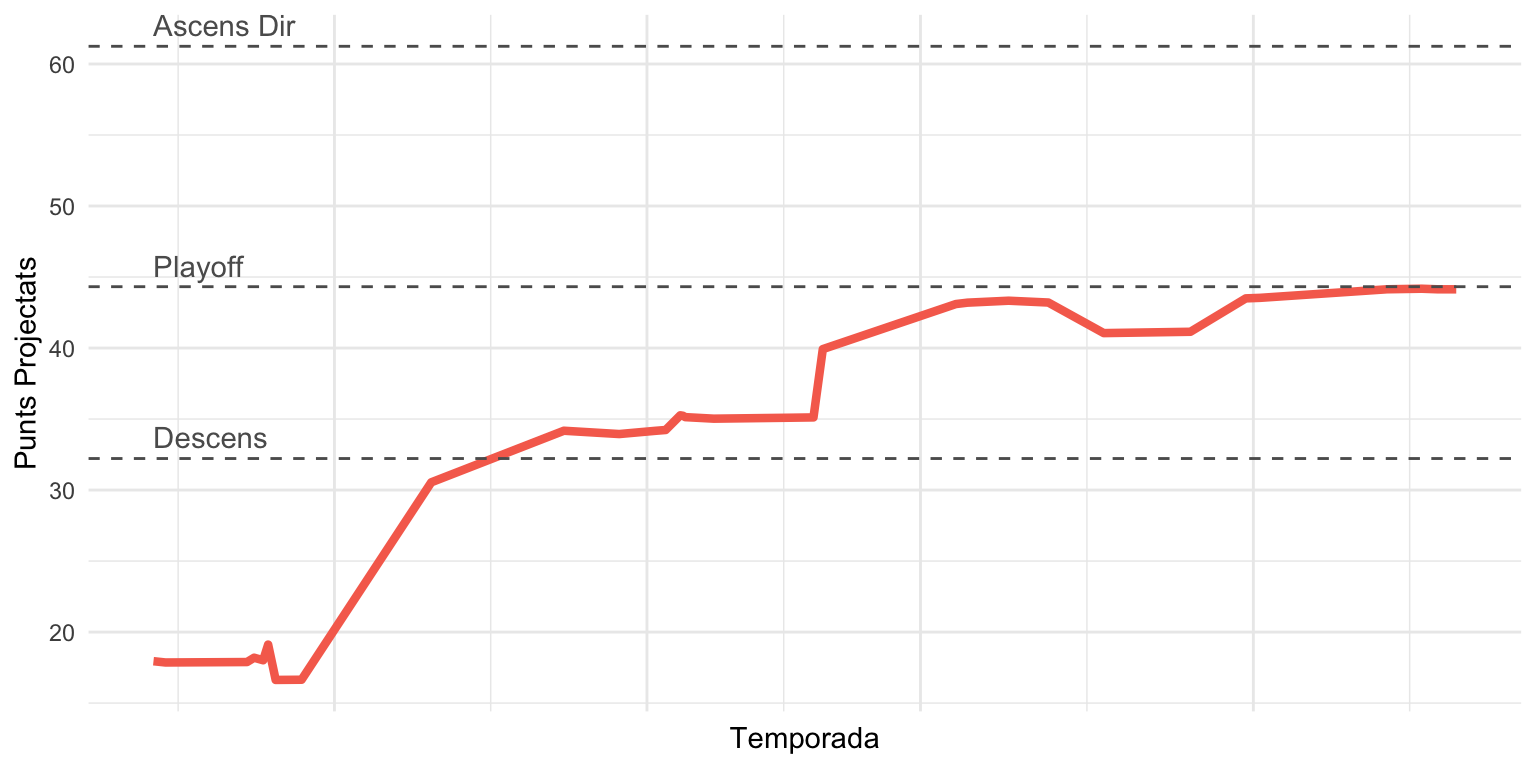 Ascens Dir
60
50
Playoff
40
Descens
30
20
Punts Projectats
Temporada